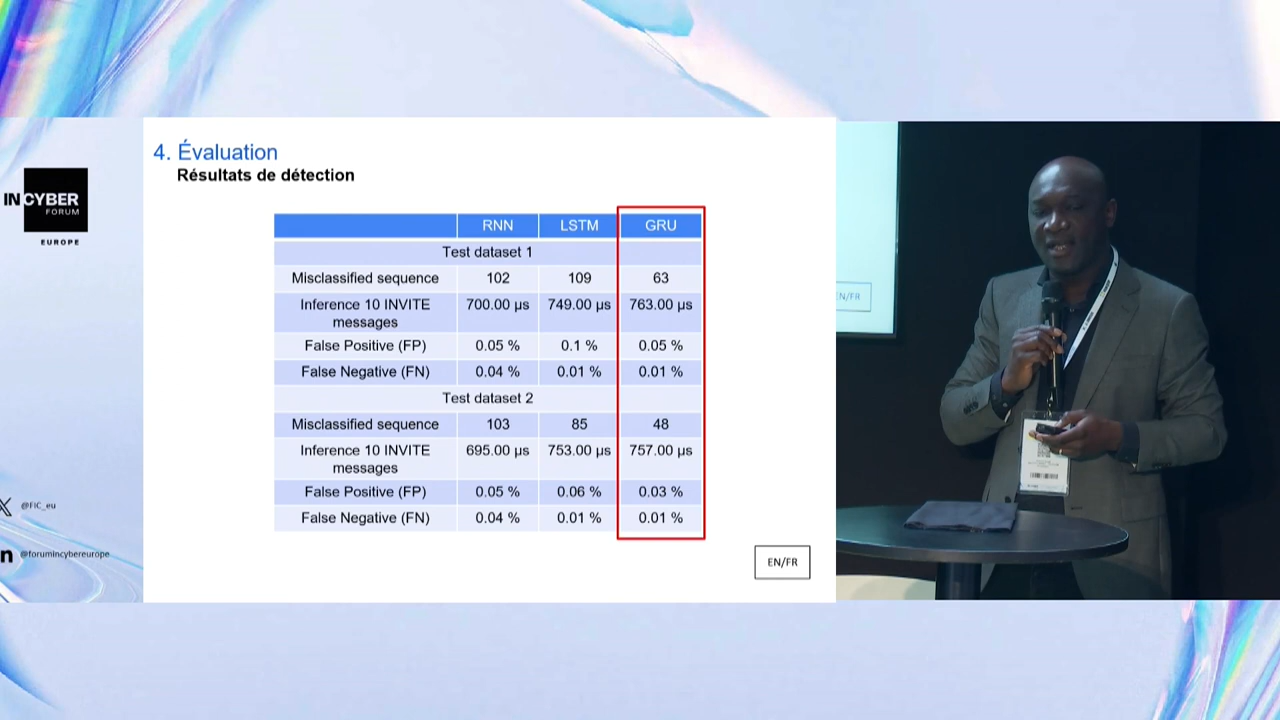 4. Évaluation
Résultats de détection
INCYBER
FORUM
EUROPE
RNN LSTM GRU
Test dataset 1
Misclassified sequence 102 109 63
Inference 10 INVITE messages 700.00 µs 749.00 µs 763.00 µs
False Positive (FP) 0.05 % 0.1 % 0.05 %
False Negative (FN) 0.04 % 0.01 % 0.01 %
Test dataset 2
Misclassified sequence 103 85 48
Inference 10 INVITE messages 695.00 µs 753.00 µs 757.00 µs
False Positive (FP) 0.05 % 0.06 % 0.03 %
False Negative (FN) 0.04 % 0.01 % 0.01 %
EN/FR
@FIC_eu
@forumincybereurope
EN/FR